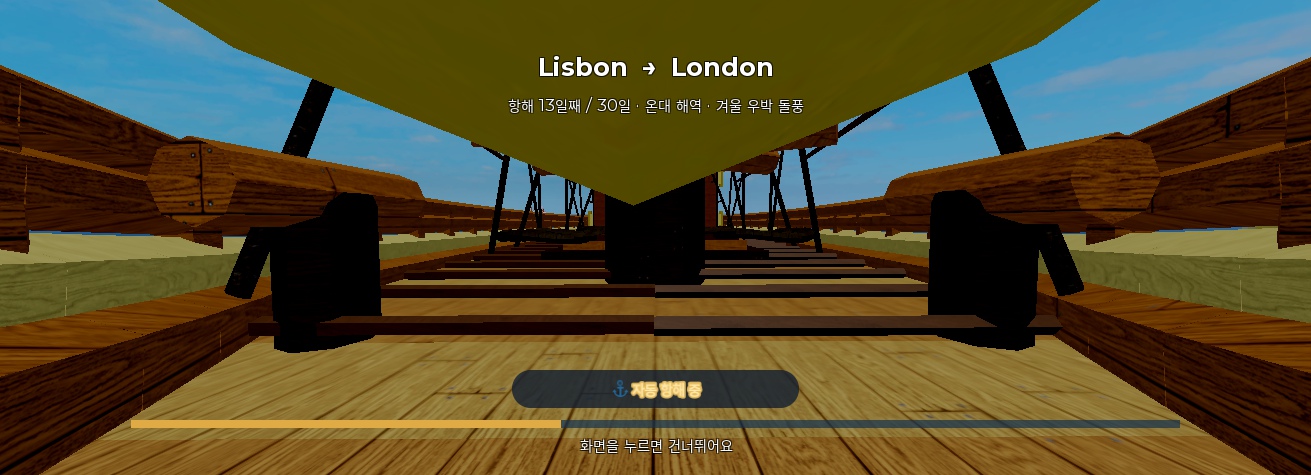 Lisbon → London
항해 13일째 / 30일 · 온대 해역 · 겨울 우박 돌풍
⚓ 자동 항해 중
화면을 누르면 건너뛰어요